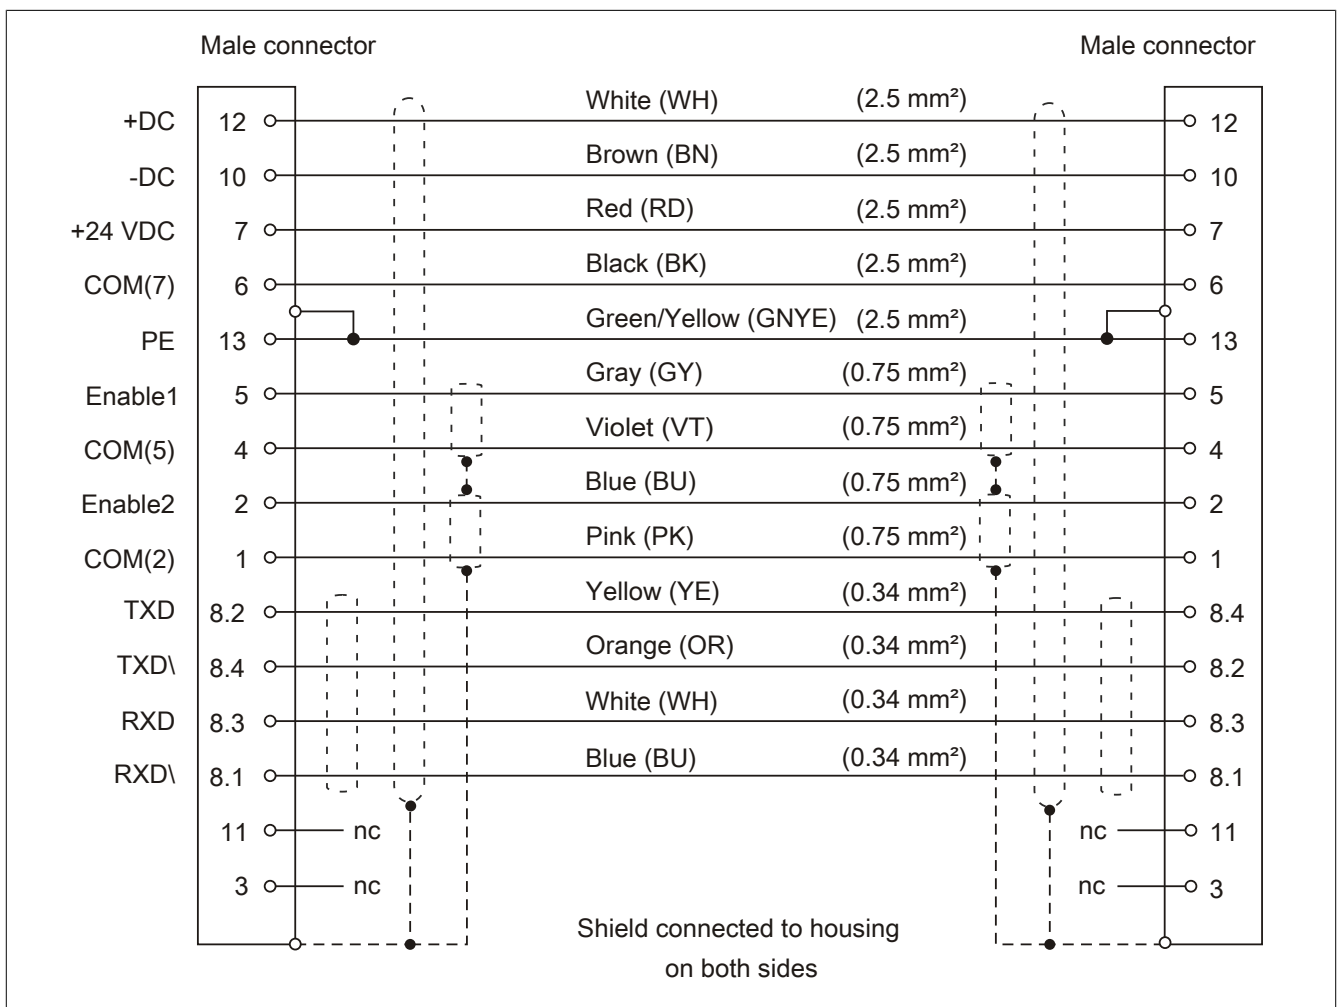 Male connector Male connector
+DC 12 White (WH) (2.5 mm²) 12
-DC 10 Brown (BN) (2.5 mm²) 10
+24 VDC 7 Red (RD) (2.5 mm²) 7
COM(7) 6 Black (BK) (2.5 mm²) 6
PE 13 Green/Yellow (GNYE) (2.5 mm²) 13
Enable1 5 Gray (GY) (0.75 mm²) 5
COM(5) 4 Violet (VT) (0.75 mm²) 4
Enable2 2 Blue (BU) (0.75 mm²) 2
COM(2) 1 Pink (PK) (0.75 mm²) 1
TXD 8.2 Yellow (YE) (0.34 mm²) 8.4
TXD\ 8.4 Orange (OR) (0.34 mm²) 8.2
RXD 8.3 White (WH) (0.34 mm²) 8.3
RXD\ 8.1 Blue (BU) (0.34 mm²) 8.1
11 nc nc 11
3 nc nc 3
Shield connected to housing
on both sides